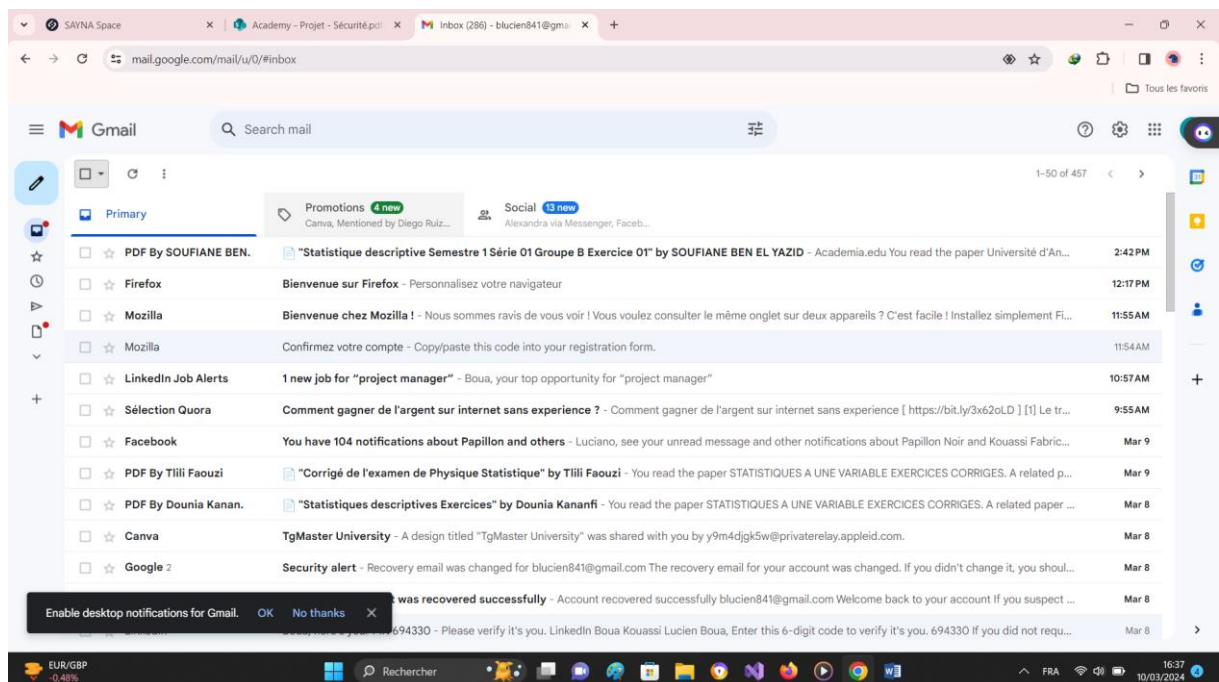 SAYNA Space
Academy - Projet - Sécurité.pd
Inbox (286) - blucien841@gma
mail.google.com/mail/u/0/#inbox
Tous les favoris
Gmail
Search mail
1–50 of 457
Primary
Promotions 4 new
Canva, Mentioned by Diego Ruiz...
Social 13 new
Alexandra via Messenger, Faceb...
PDF By SOUFIANE BEN. "Statistique descriptive Semestre 1 Série 01 Groupe B Exercice 01" by SOUFIANE BEN EL YAZID - Academia.edu You read the paper Université d'An... 2:42 PM
Firefox Bienvenue sur Firefox - Personnalisez votre navigateur 12:17 PM
Mozilla Bienvenue chez Mozilla ! - Nous sommes ravis de vous voir ! Vous voulez consulter le même onglet sur deux appareils ? C'est facile ! Installez simplement Fi... 11:55 AM
Mozilla Confirmez votre compte - Copy/paste this code into your registration form. 11:54 AM
LinkedIn Job Alerts 1 new job for “project manager” - Boua, your top opportunity for “project manager” 10:57 AM
Sélection Quora Comment gagner de l'argent sur internet sans experience ? - Comment gagner de l'argent sur internet sans experience [ https://bit.ly/3x62oLD ] [1] Le tr... 9:55 AM
Facebook You have 104 notifications about Papillon and others - Luciano, see your unread message and other notifications about Papillon Noir and Kouassi Fabric... Mar 9
PDF By Tlili Faouzi "Corrigé de l'examen de Physique Statistique" by Tlili Faouzi - You read the paper STATISTIQUES A UNE VARIABLE EXERCICES CORRIGES. A related p... Mar 9
PDF By Dounia Kanan. "Statistiques descriptives Exercices" by Dounia Kananfi - You read the paper STATISTIQUES A UNE VARIABLE EXERCICES CORRIGES. A related paper ... Mar 8
Canva TgMaster University - A design titled "TgMaster University" was shared with you by y9m4djgk5w@privaterelay.appleid.com. Mar 8
Google 2 Security alert - Recovery email was changed for blucien841@gmail.com The recovery email for your account was changed. If you didn't change it, you shoul... Mar 8
was recovered successfully - Account recovered successfully blucien841@gmail.com Welcome back to your account If you suspect ... Mar 8
Enable desktop notifications for Gmail. OK No thanks
694330 - Please verify it's you. LinkedIn Boua Kouassi Lucien Boua, Enter this 6-digit code to verify it's you. 694330 If you did not requ... Mar 8
EUR/GBP
-0.48%
Rechercher
FRA
16:37
10/03/2024